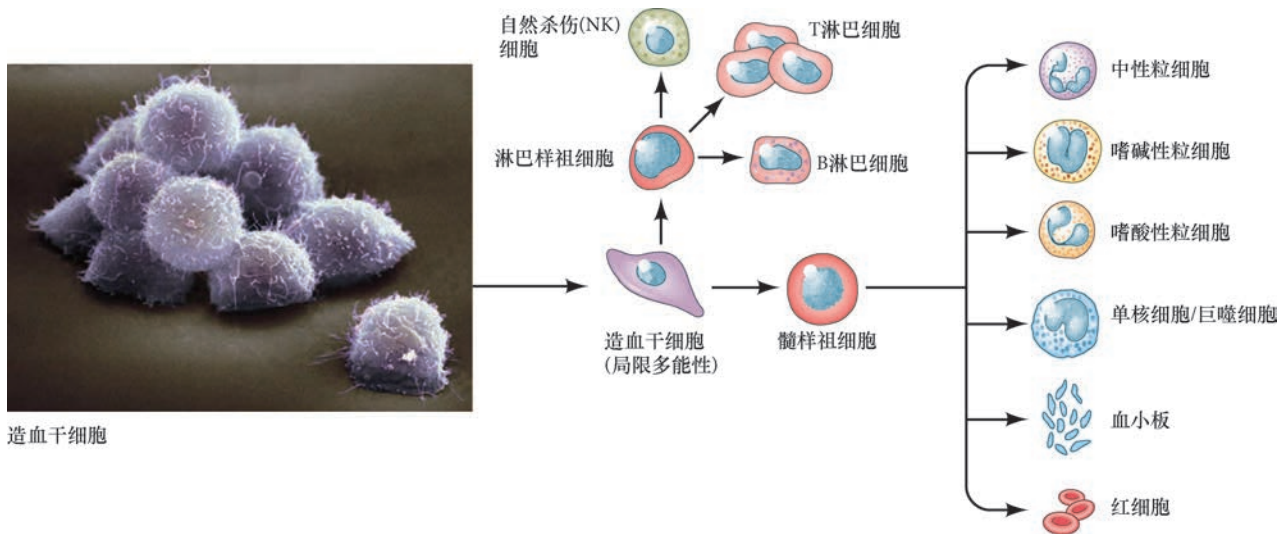 自然杀伤(NK)
细胞
T淋巴细胞
淋巴样祖细胞
B淋巴细胞
造血干细胞
(局限多能性)
髓样祖细胞
中性粒细胞
嗜碱性粒细胞
嗜酸性粒细胞
单核细胞/巨噬细胞
血小板
红细胞
造血干细胞